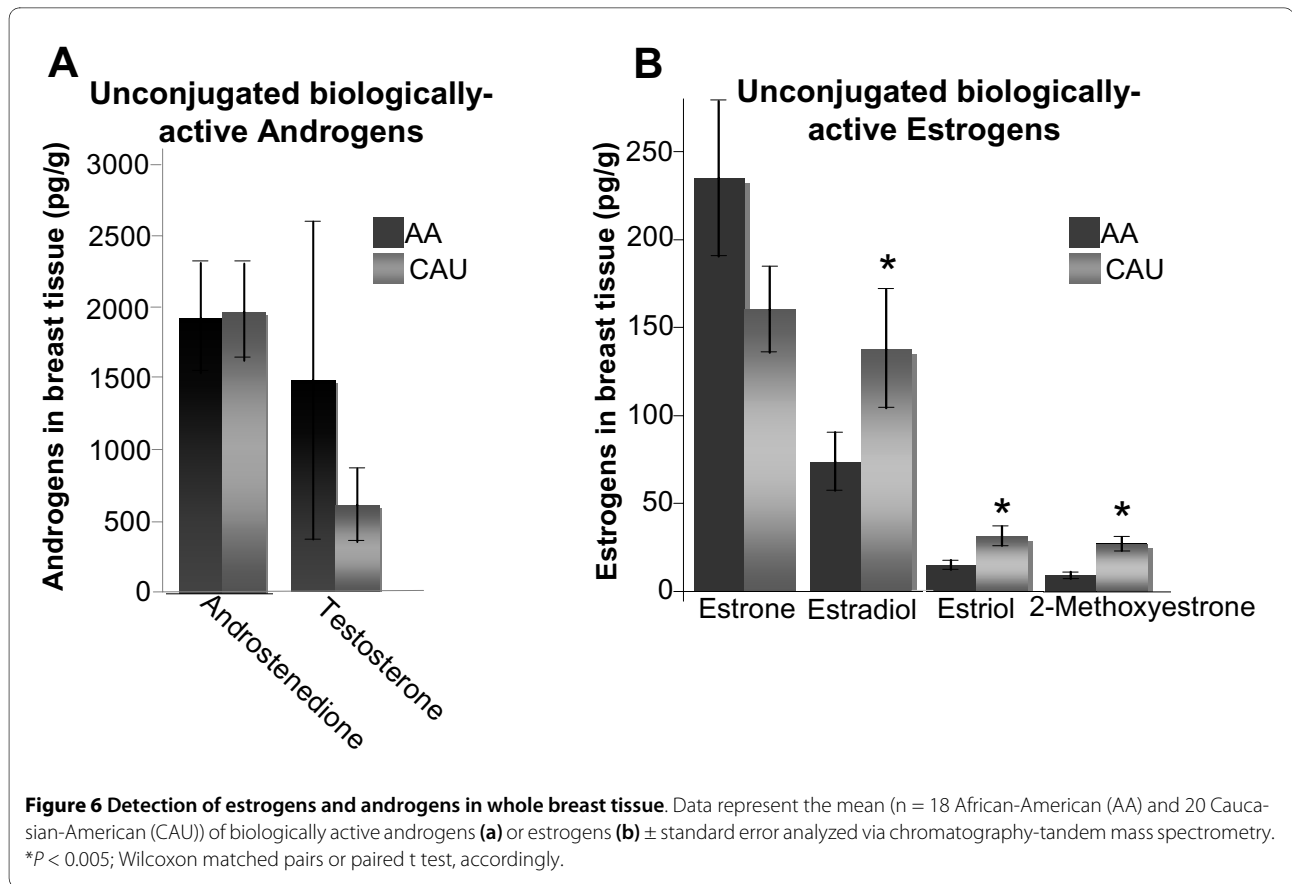 A
Unconjugated biologically-
active Androgens
Androgens in breast tissue (pg/g)
3000
2500
2000
1500
1000
500
0
AA
CAU
Androstenedione
Testosterone
B
Unconjugated biologically-
active Estrogens
Estrogens in breast tissue (pg/g)
250
200
150
100
50
0
AA
CAU
*
*
*
Estrone
Estradiol
Estriol
2-Methoxyestrone
Figure 6 Detection of estrogens and androgens in whole breast tissue. Data represent the mean (n = 18 African-American (AA) and 20 Cauca-
sian-American (CAU)) of biologically active androgens (a) or estrogens (b) ± standard error analyzed via chromatography-tandem mass spectrometry.
*P < 0.005; Wilcoxon matched pairs or paired t test, accordingly.